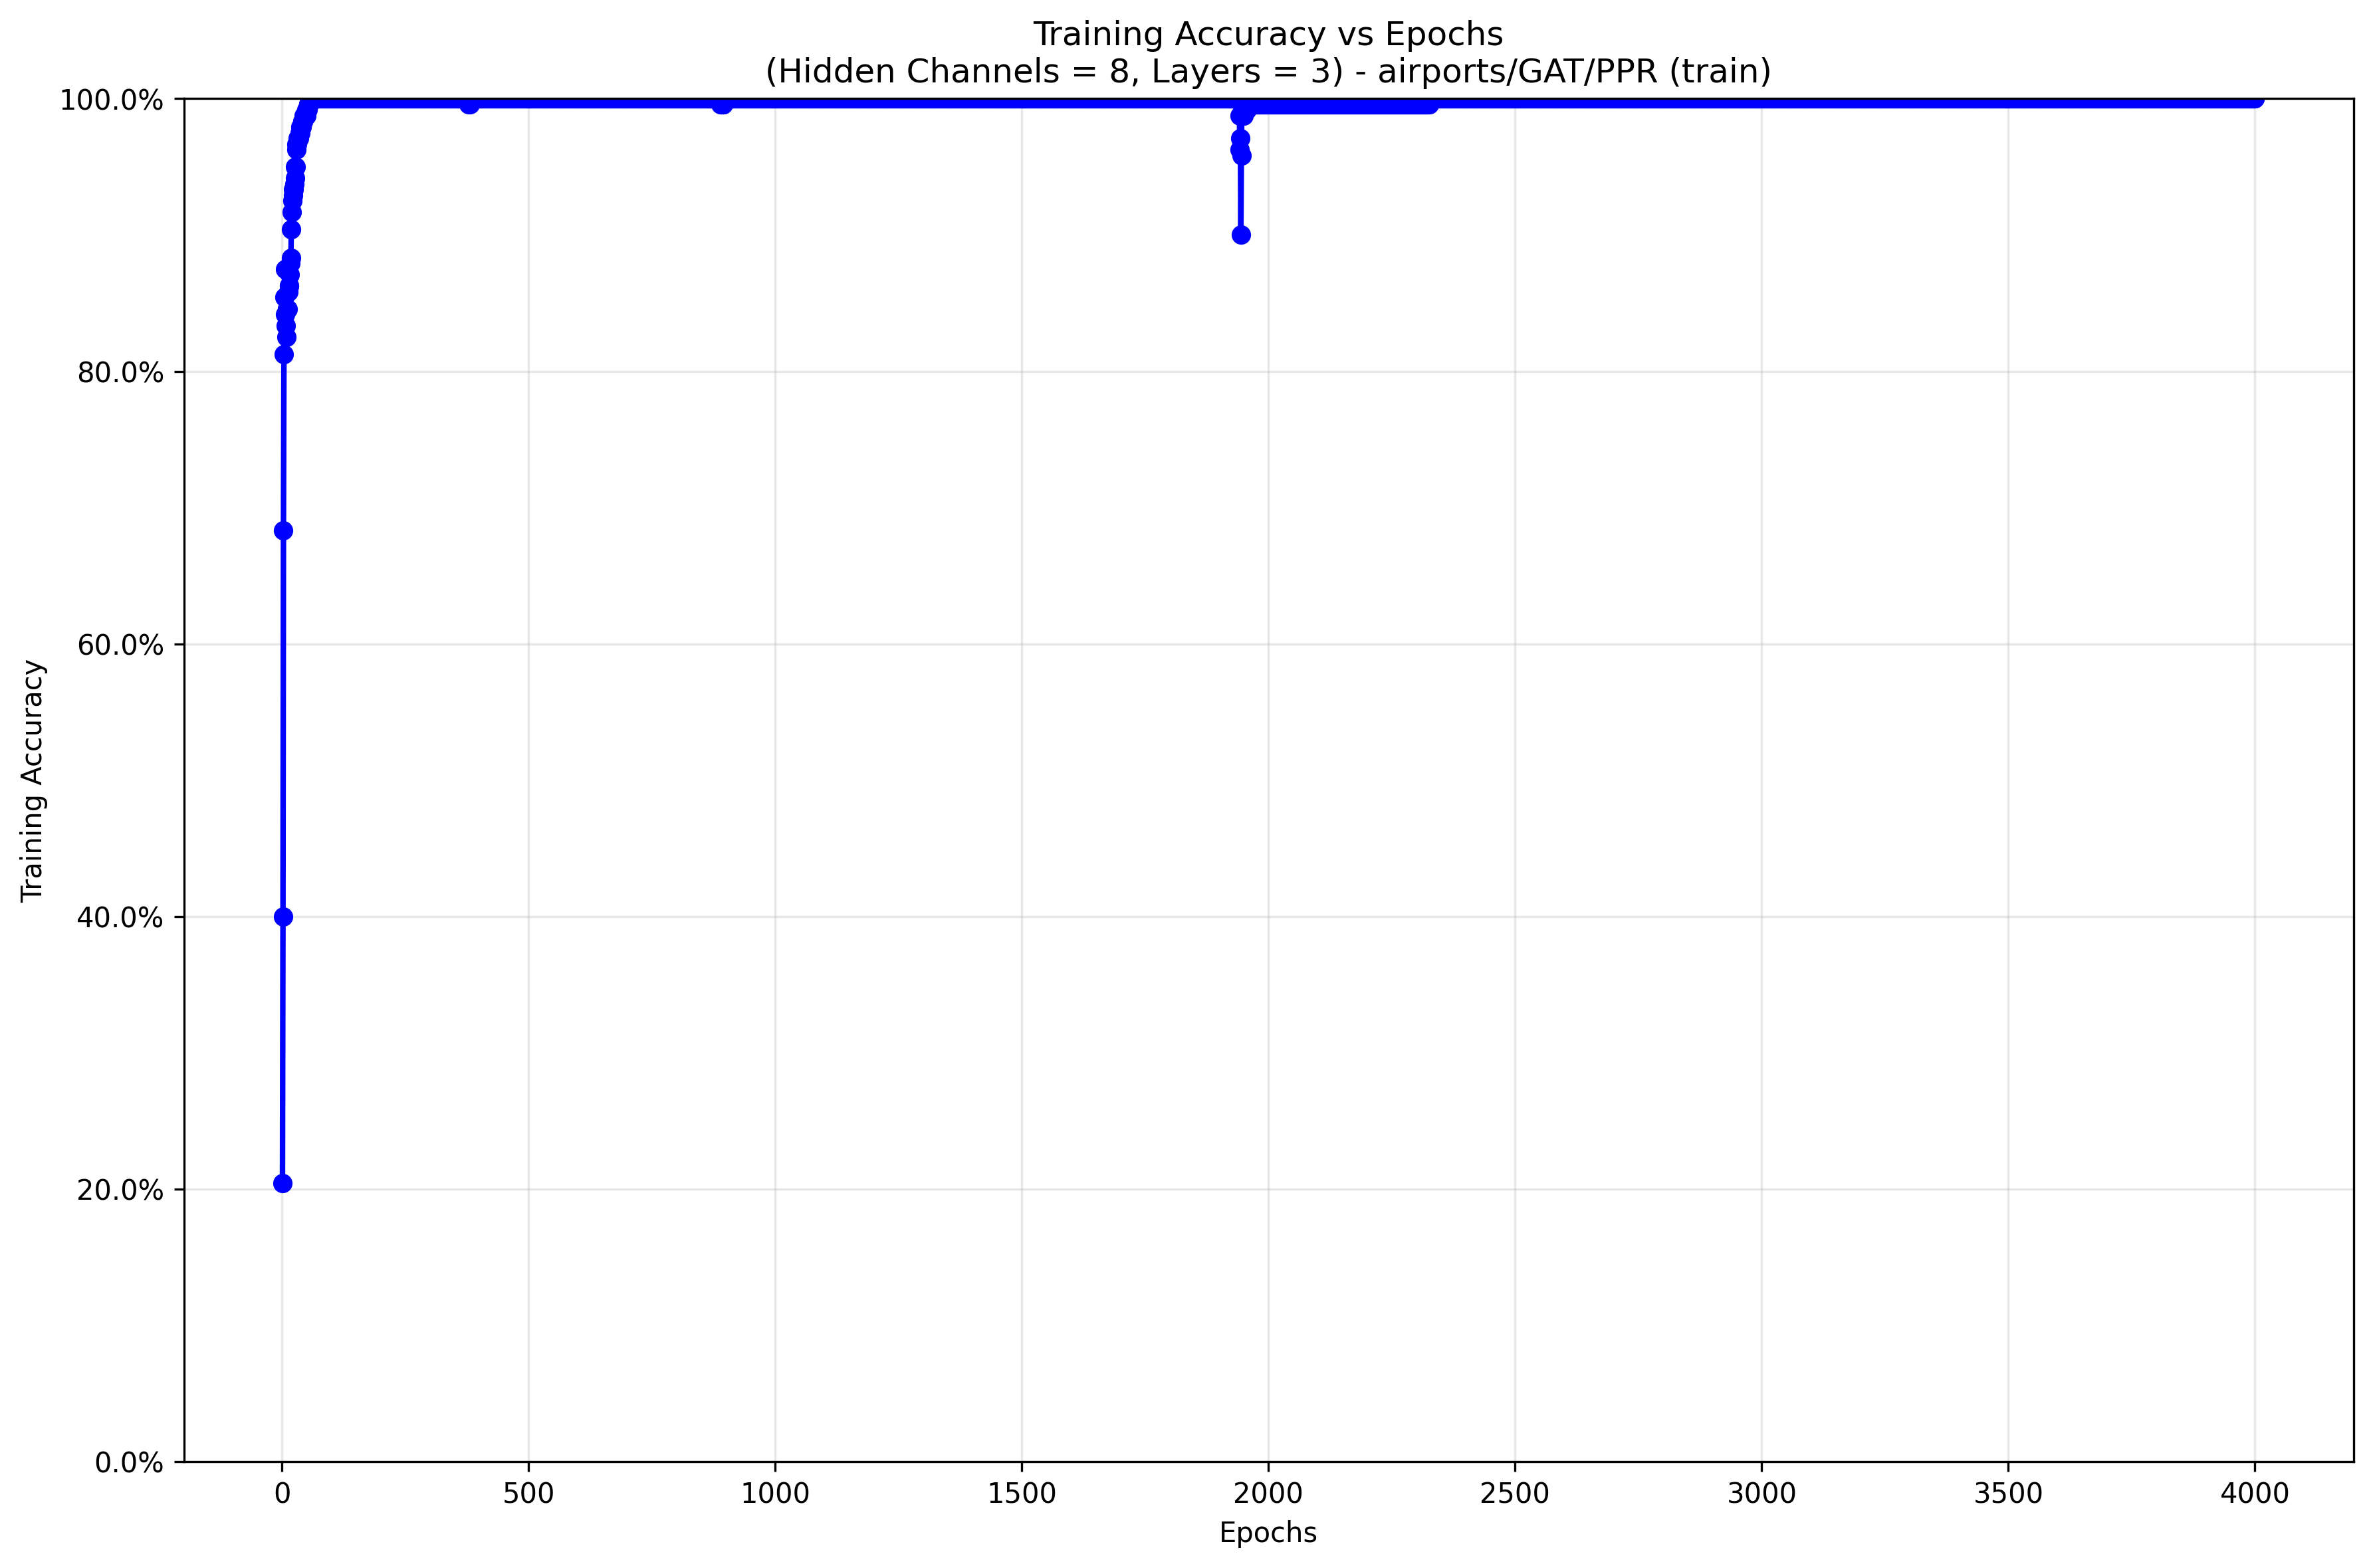 Training Accuracy vs Epochs
(Hidden Channels = 8, Layers = 3) - airports/GAT/PPR (train)
100.0%
80.0%
60.0%
40.0%
20.0%
0.0%
Training Accuracy
0 500 1000 1500 2000 2500 3000 3500 4000
Epochs